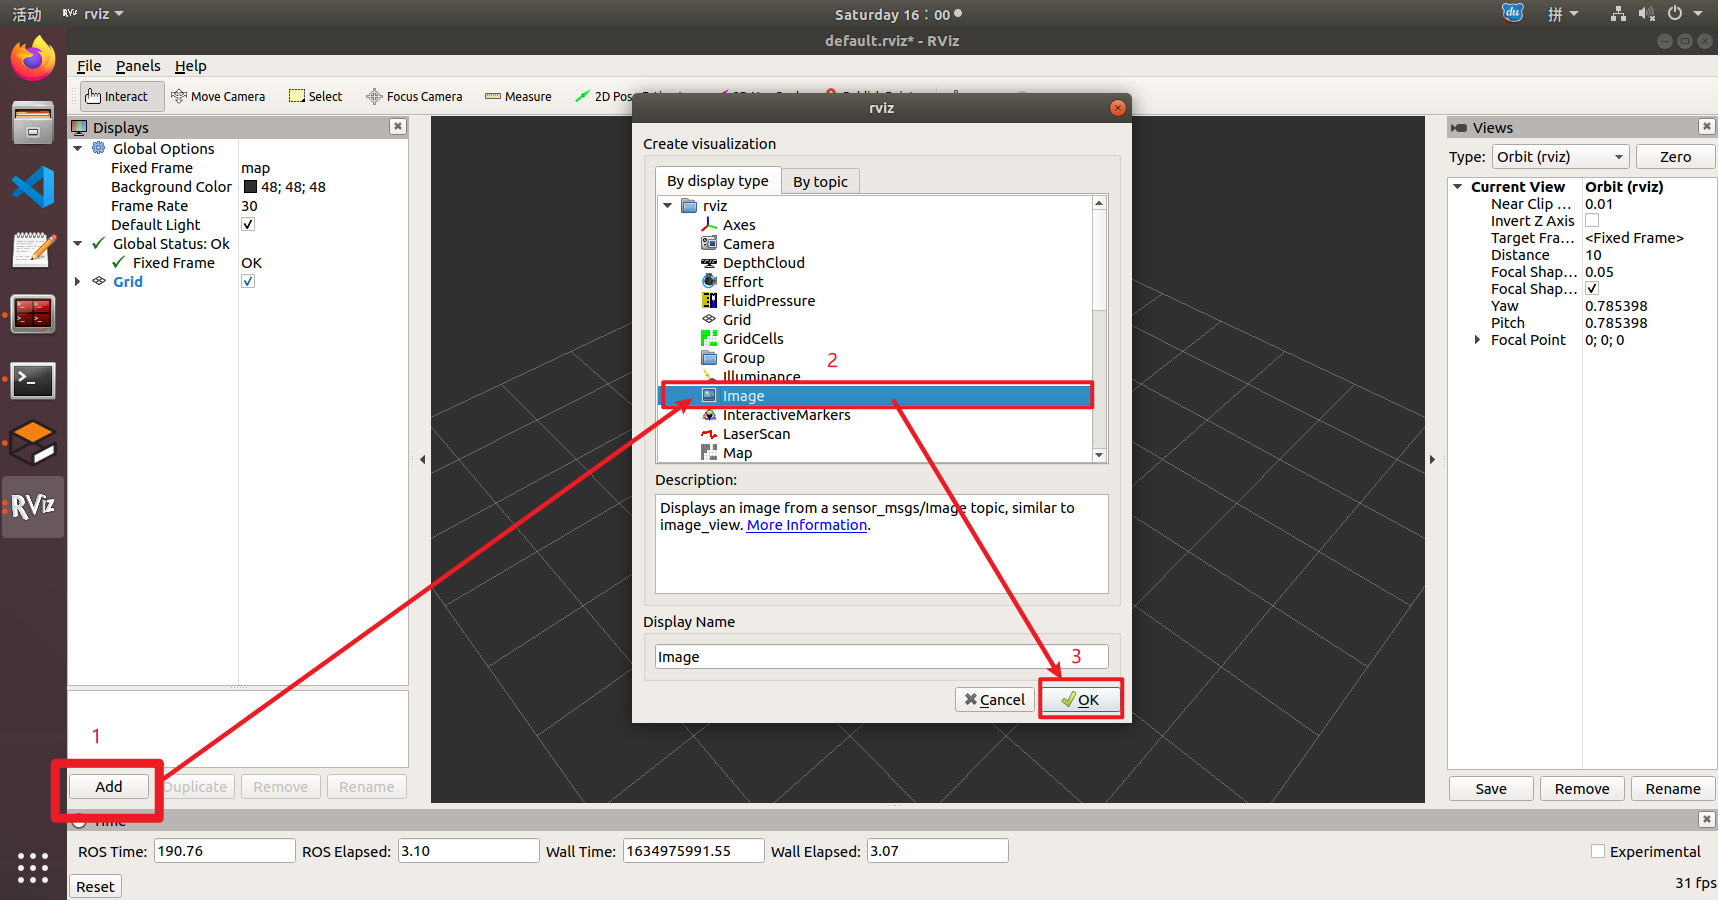 活动 RViz rviz Saturday 16：00 du 拼
default.rviz* - RViz
File Panels Help
Interact Move Camera Select Focus Camera Measure 2D Pos
rviz
Displays
Global Options
Fixed Frame map
Background Color 48; 48; 48
Frame Rate 30
Default Light
Global Status: Ok
Fixed Frame OK
Grid
Create visualization
By display type By topic
rviz
Axes
Camera
DepthCloud
Effort
FluidPressure
Grid
GridCells
Group
2
Illuminance
Image
InteractiveMarkers
LaserScan
Map
Description:
Displays an image from a sensor_msgs/Image topic, similar to
image_view. More Information.
Display Name
Image
3
Cancel OK
Views
Type: Orbit (rviz) Zero
Current View Orbit (rviz)
Near Clip ... 0.01
Invert Z Axis
Target Fra... <Fixed Frame>
Distance 10
Focal Shap... 0.05
Focal Shap...
Yaw 0.785398
Pitch 0.785398
Focal Point 0; 0; 0
RViz
1
Add Duplicate Remove Rename
Save Remove Rename
Time
ROS Time: 190.76 ROS Elapsed: 3.10 Wall Time: 1634975991.55 Wall Elapsed: 3.07 Experimental
Reset 31 fps